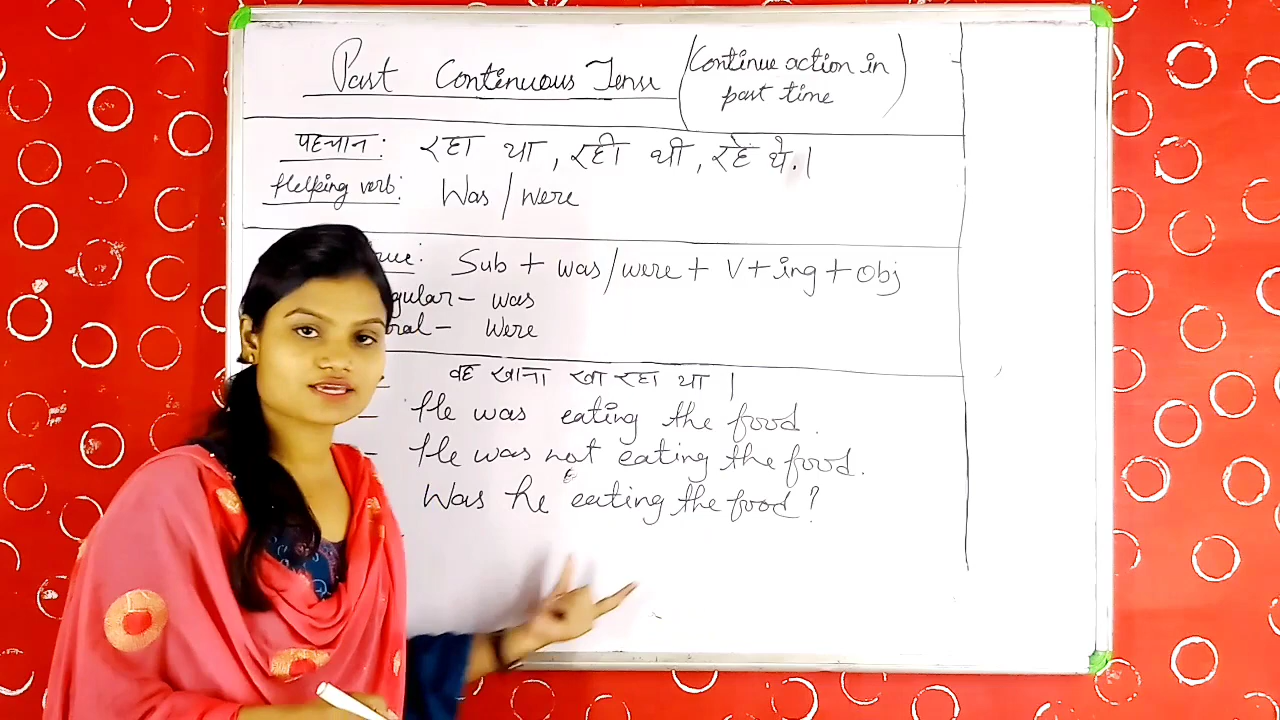 Past Continuous Tense (Continue action in past time)
पहचान: रहा था, रही थी, रहे थे.।
Helping verb: Was/were
Sub + was/were + V+ing + Obj
gular - was
ral - were
वह खाना खा रहा था।
- He was eating the food.
- He was not eating the food.
Was he eating the food?